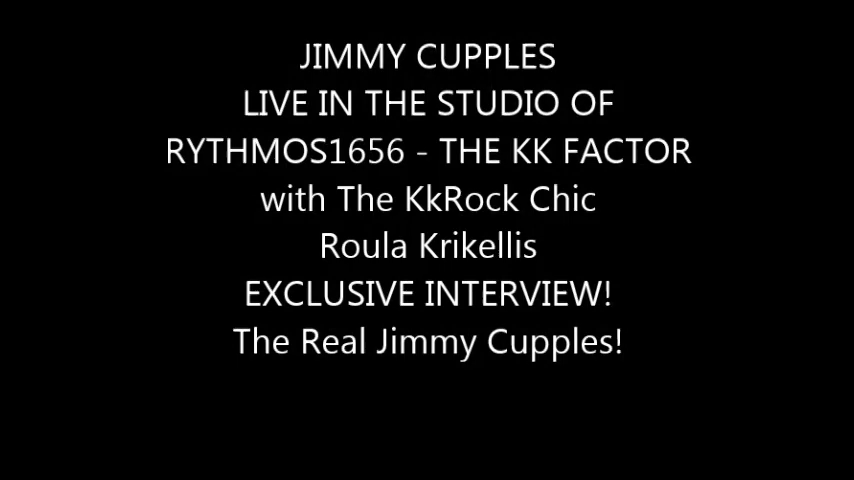 JIMMY CUPPLES
LIVE IN THE STUDIO OF
RYTHMOS1656 - THE KK FACTOR
with The KkRock Chic
Roula Krikellis
EXCLUSIVE INTERVIEW!
The Real Jimmy Cupples!